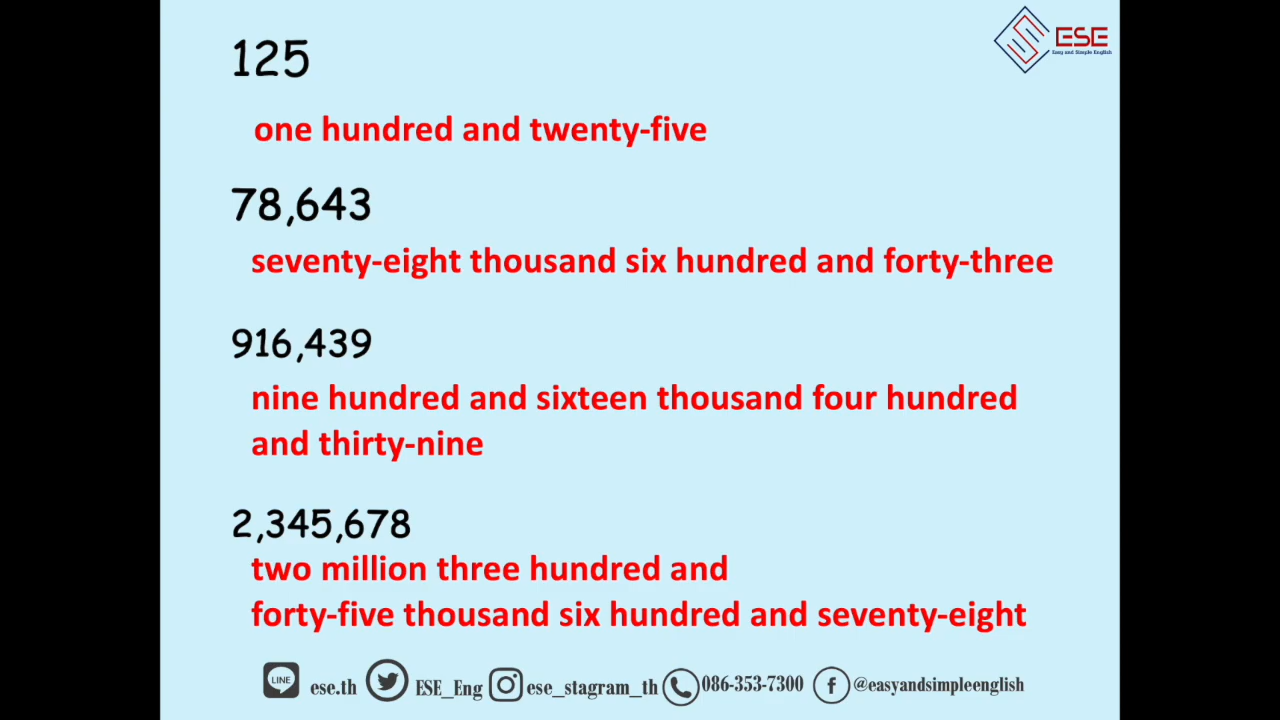 ESE
Easy and Simple English
125
one hundred and twenty-five
78,643
seventy-eight thousand six hundred and forty-three
916,439
nine hundred and sixteen thousand four hundred
and thirty-nine
2,345,678
two million three hundred and
forty-five thousand six hundred and seventy-eight
LINE ese.th ESE_Eng ese_stagram_th 086-353-7300 @easyandsimpleenglish